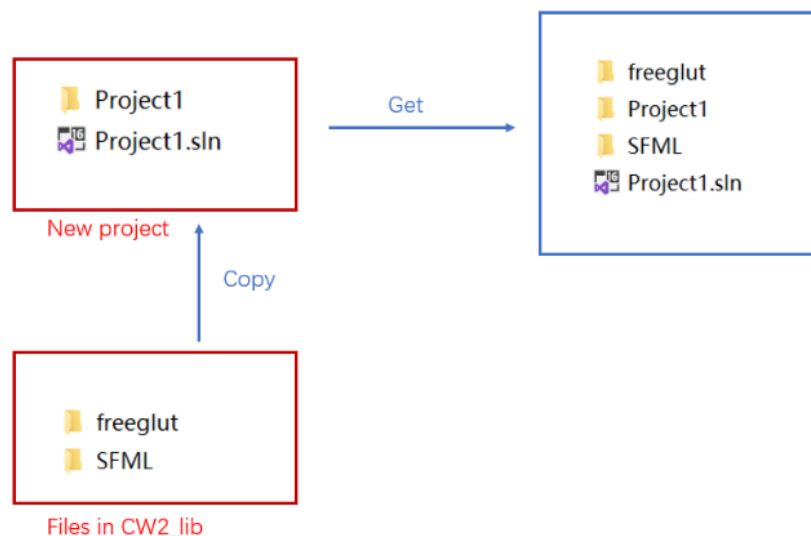 Project1
Project1.sln
New project
Get
freeglut
Project1
SFML
Project1.sln
Copy
freeglut
SFML
Files in CW2_lib